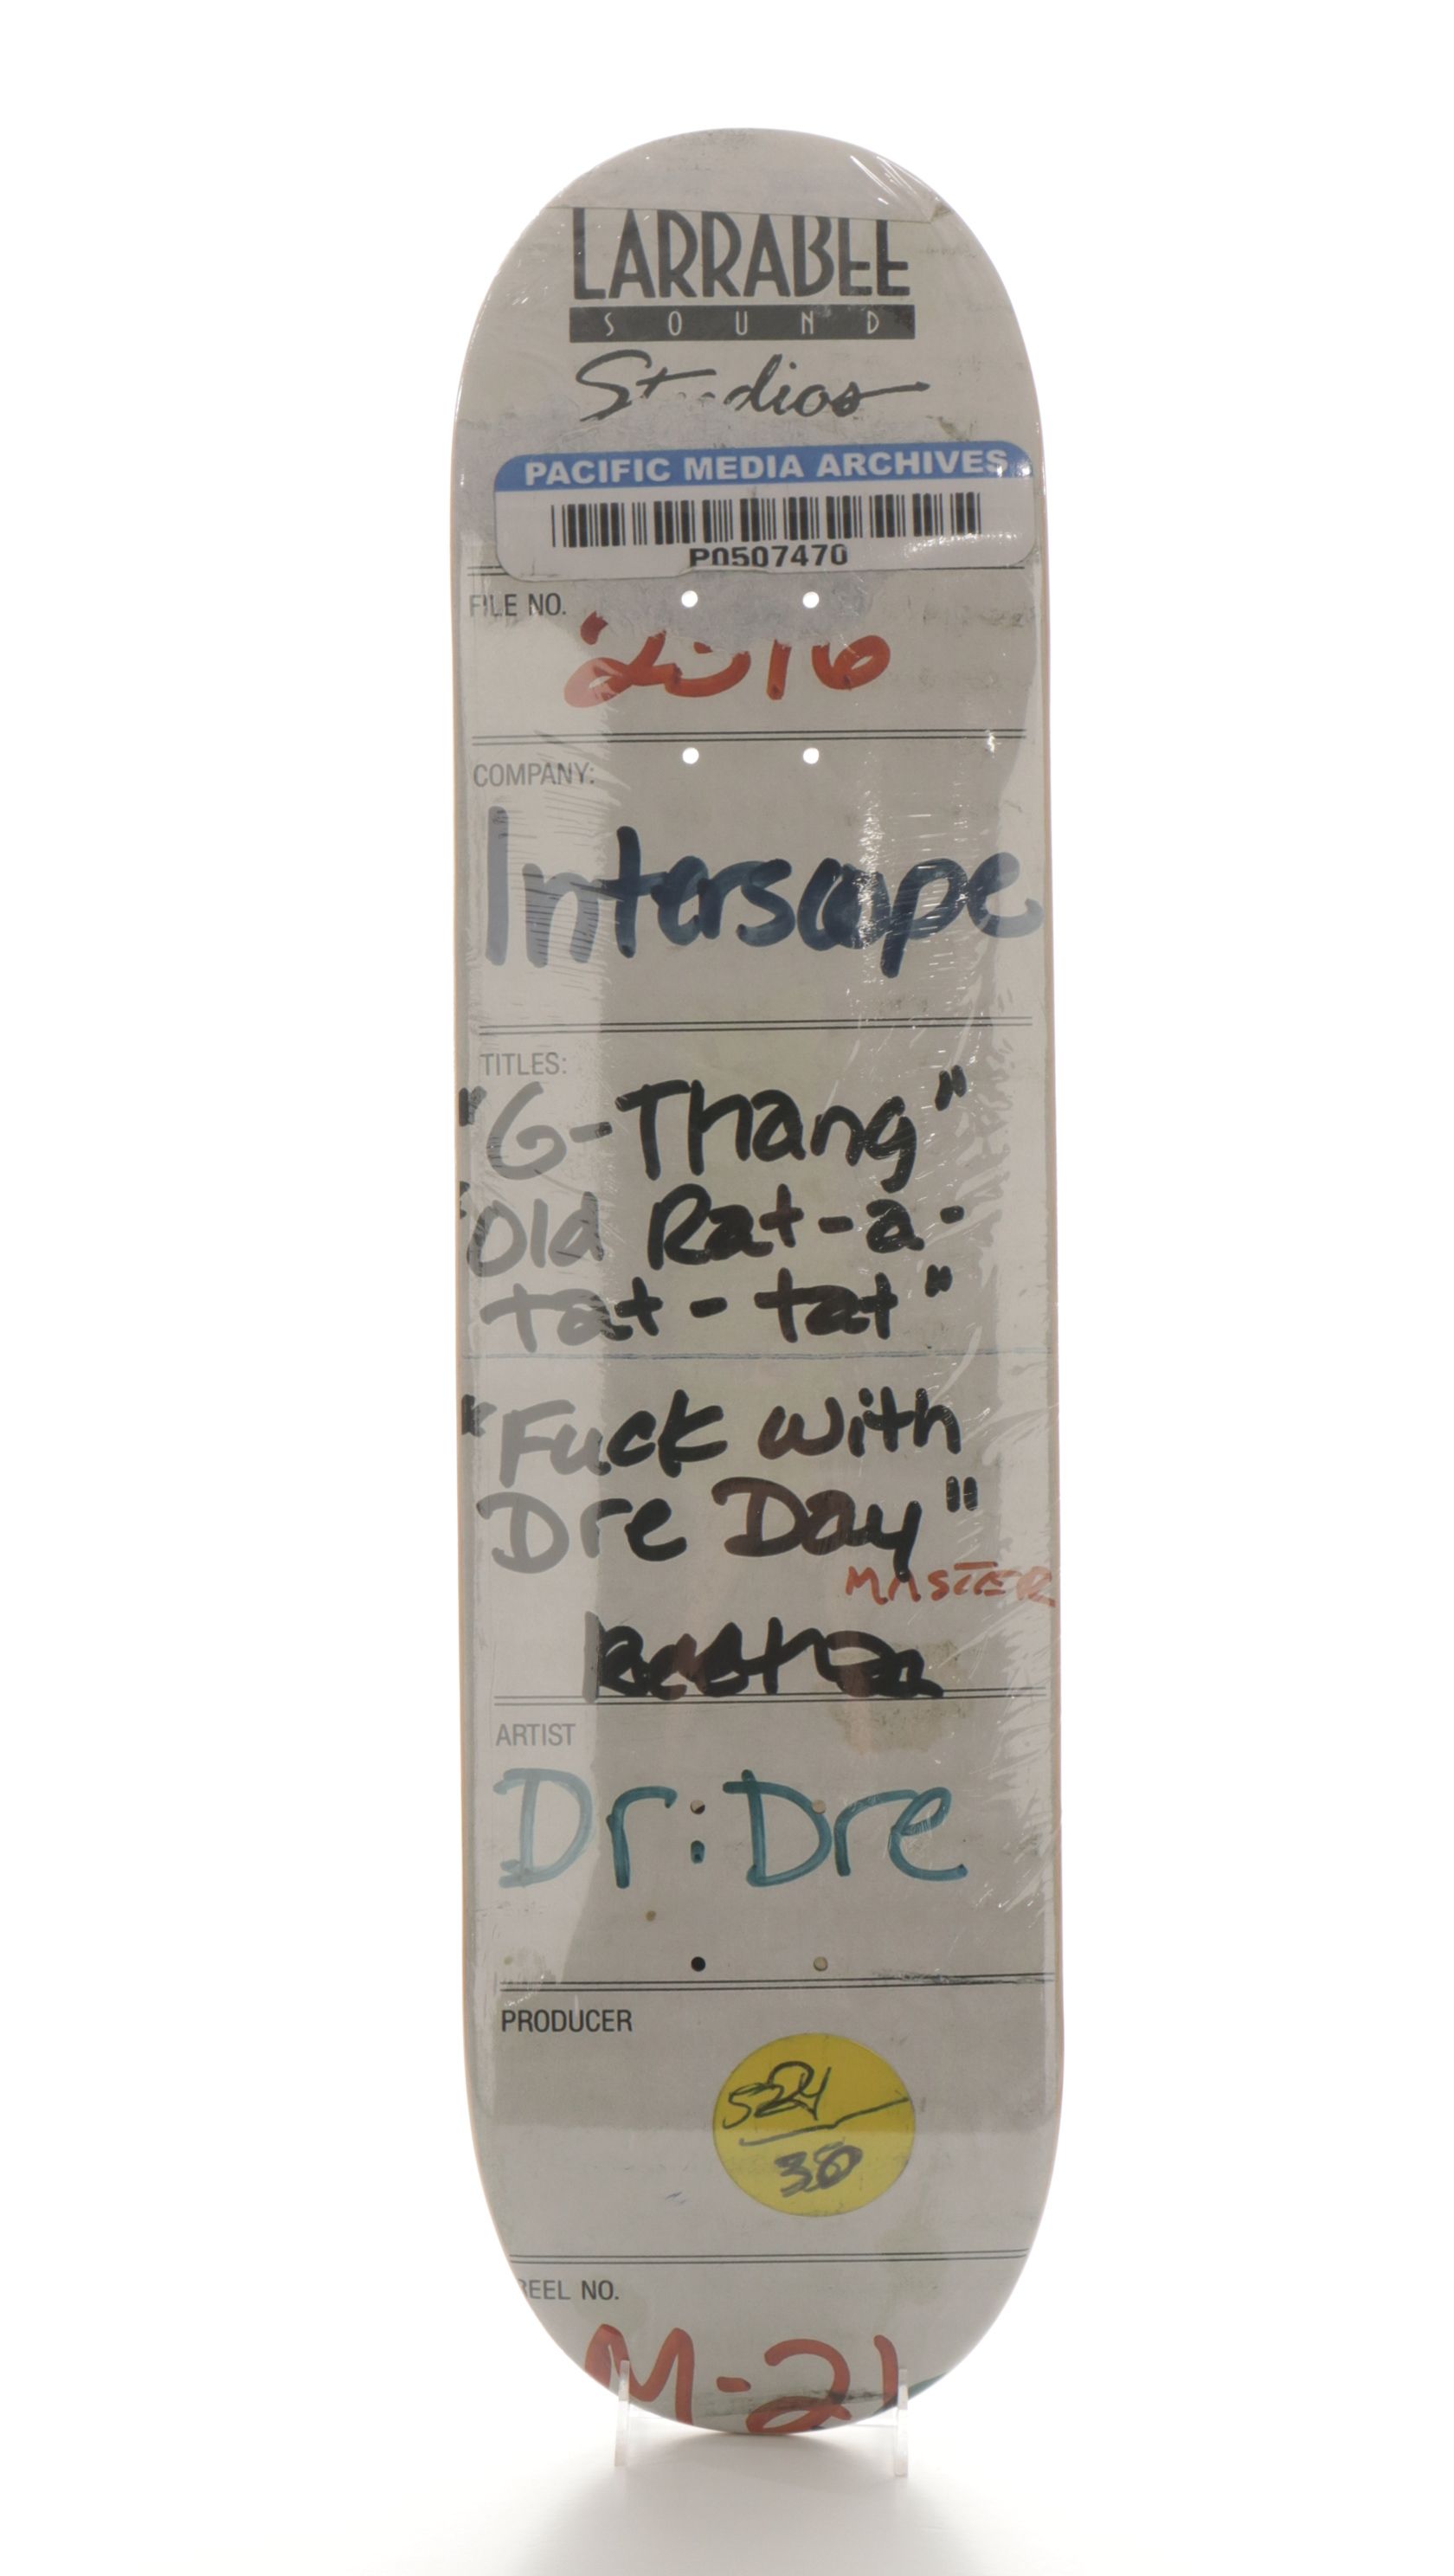 LARRABEE
SOUND
Studios
PACIFIC MEDIA ARCHIVES
P0507470
FILE NO.
COMPANY:
Interscope
TITLES:
"G-Thang"
"Old Rat-a-
tat-tat"
"Fuck with
Dre Day"
MASTER
ARTIST
Dr. Dre
PRODUCER
524
38
REEL NO.
M-21